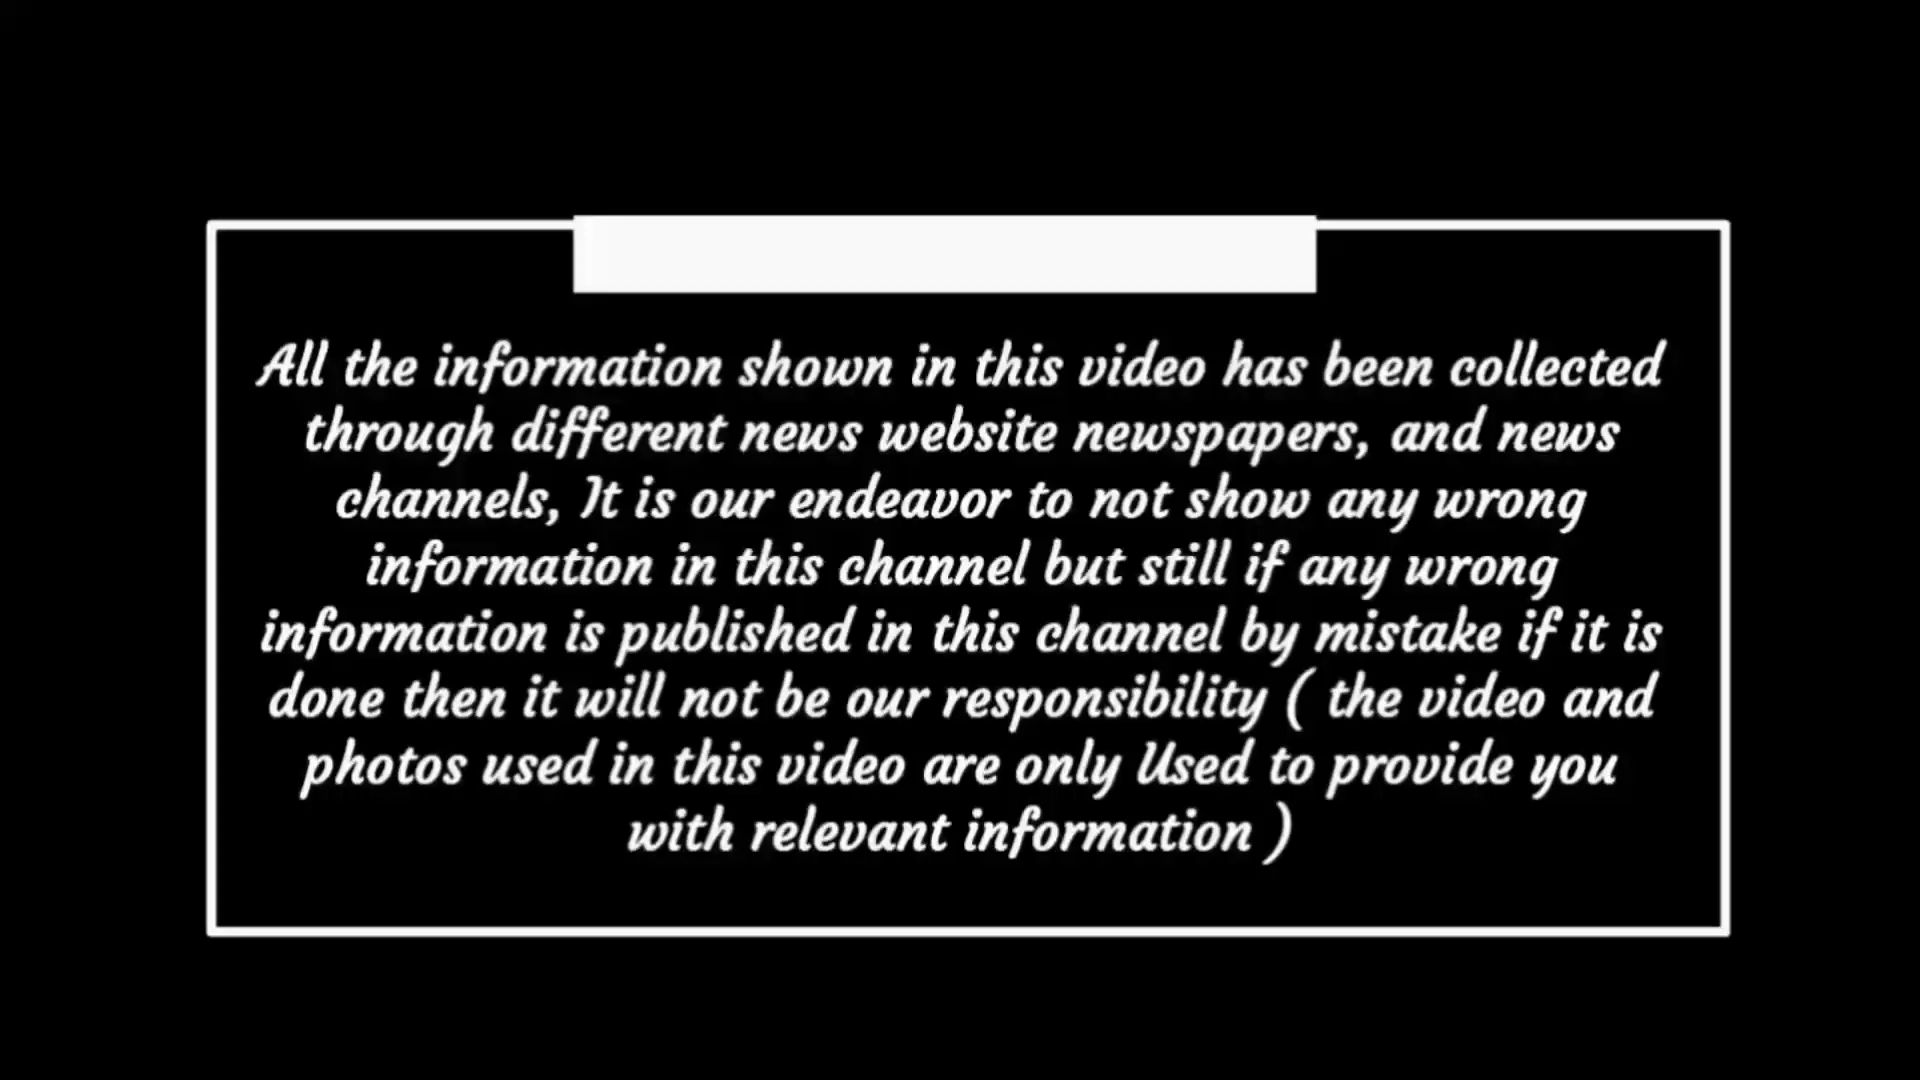 All the information shown in this video has been collected
through different news website newspapers, and news
channels, It is our endeavor to not show any wrong
information in this channel but still if any wrong
information is published in this channel by mistake if it is
done then it will not be our responsibility ( the video and
photos used in this video are only Used to provide you
with relevant information )